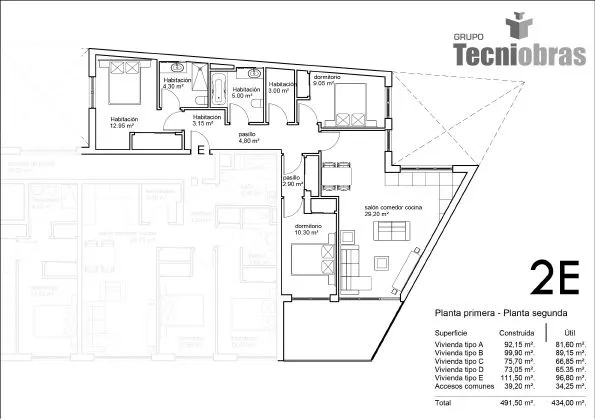 GRUPO
Tecniobras
Habitación
4.30 m²
Habitación
5.00 m²
Habitación
3.00 m²
dormitorio
9.05 m²
Habitación
12.95 m²
Habitación
3.15 m²
pasillo
4,80 m²
E
pasillo
2.90 m²
salón comedor cocina
29,20 m²
dormitorio
10.30 m²
2E
Planta primera - Planta segunda
Superficie Construida Útil
Vivienda tipo A 92,15 m². 81,60 m².
Vivienda tipo B 99,90 m². 89,15 m².
Vivienda tipo C 75,70 m². 66,85 m².
Vivienda tipo D 73,05 m². 65.35 m².
Vivienda tipo E 111,50 m². 96,80 m².
Accesos comunes 39,20 m². 34,25 m².
Total 491,50 m². 434,00 m².